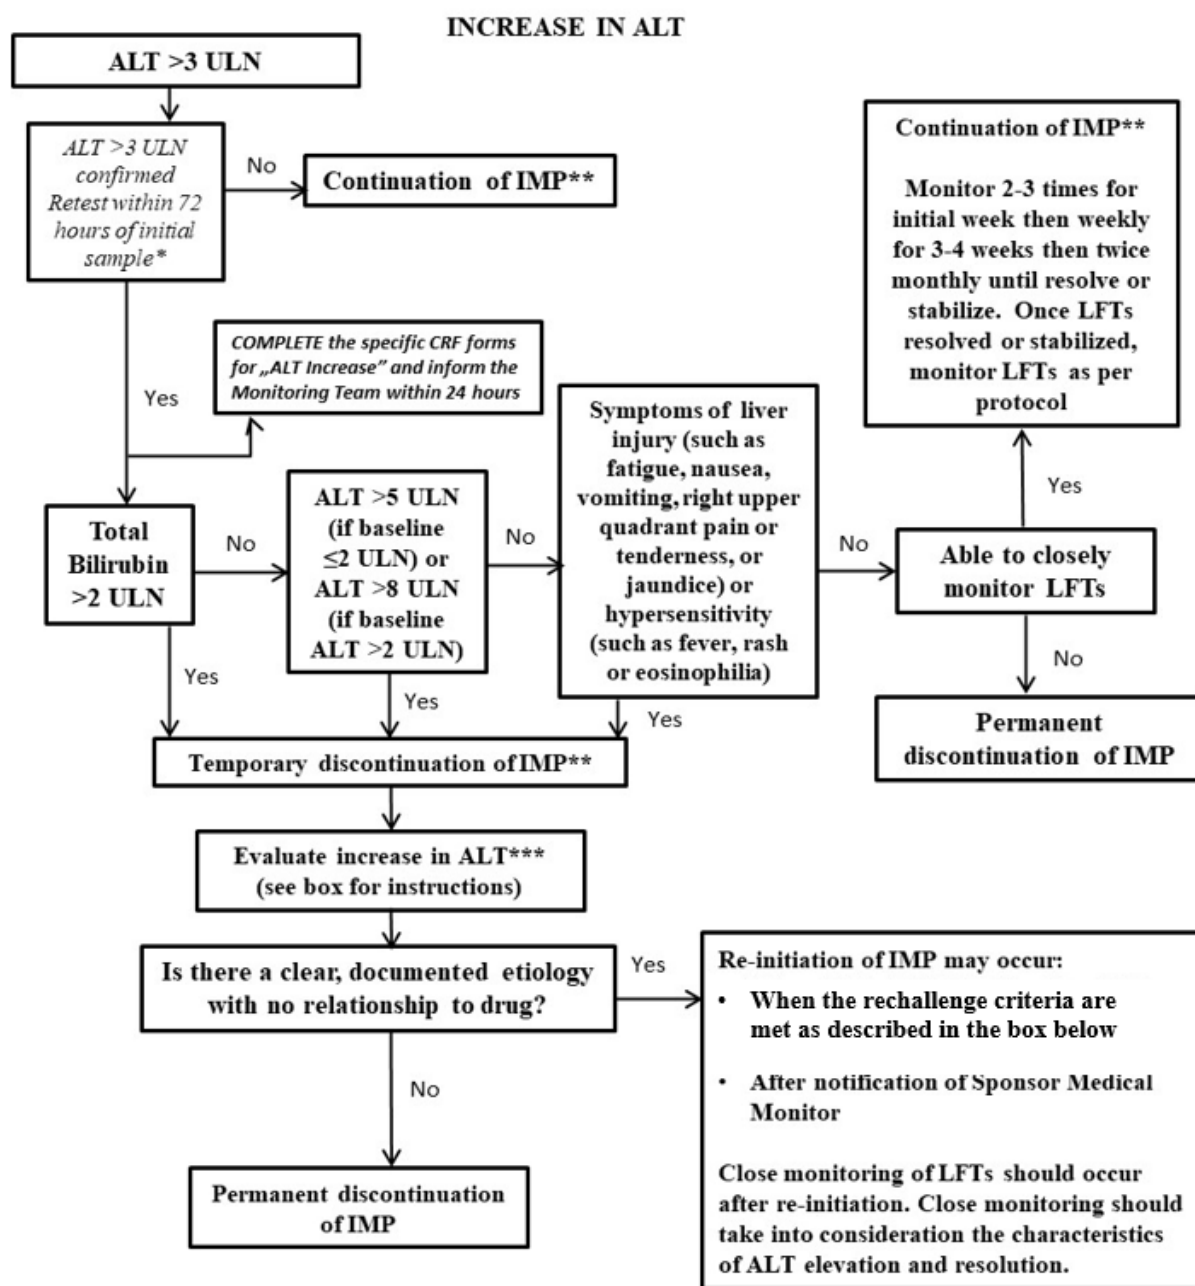 INCREASE IN ALT
ALT >3 ULN
ALT >3 ULN
confirmed
Retest within 72
hours of initial
sample*
No
Continuation of IMP**
Continuation of IMP**
Monitor 2-3 times for
initial week then weekly
for 3-4 weeks then twice
monthly until resolve or
stabilize. Once LFTs
resolved or stabilized,
monitor LFTs as per
protocol
Yes
COMPLETE the specific CRF forms
for „ALT Increase” and inform the
Monitoring Team within 24 hours
Total
Bilirubin
>2 ULN
No
ALT >5 ULN
(if baseline
≤2 ULN) or
ALT >8 ULN
(if baseline
ALT >2 ULN)
No
Symptoms of liver
injury (such as
fatigue, nausea,
vomiting, right upper
quadrant pain or
tenderness, or
jaundice) or
hypersensitivity
(such as fever, rash
or eosinophilia)
No
Yes
Able to closely
monitor LFTs
No
Permanent
discontinuation of IMP
Yes
Yes
Yes
Temporary discontinuation of IMP**
Evaluate increase in ALT***
(see box for instructions)
Is there a clear, documented etiology
with no relationship to drug?
Yes
Re-initiation of IMP may occur:
• When the rechallenge criteria are
met as described in the box below
• After notification of Sponsor Medical
Monitor
Close monitoring of LFTs should occur
after re-initiation. Close monitoring should
take into consideration the characteristics
of ALT elevation and resolution.
No
Permanent discontinuation
of IMP